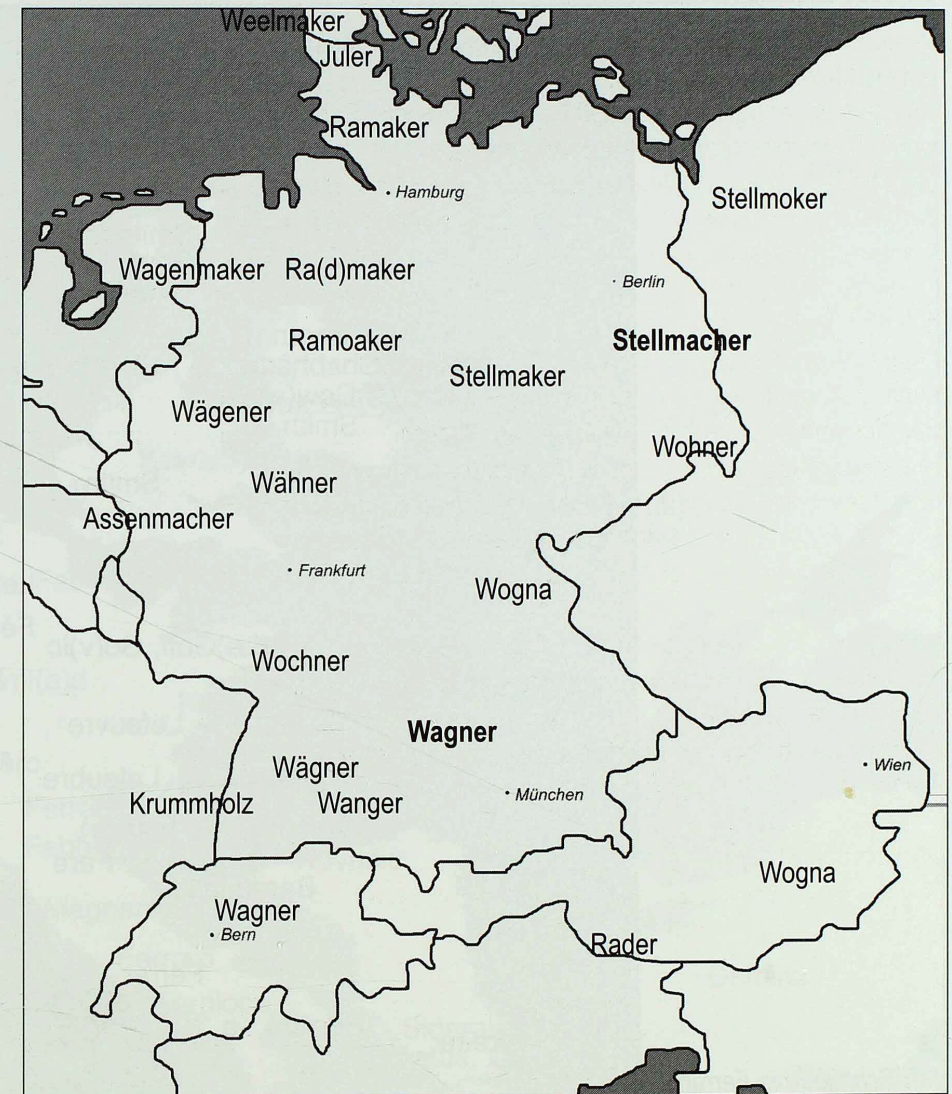 Weelmaker
Juler
Ramaker
Hamburg
Stellmoker
Wagenmaker
Ra(d)maker
Berlin
Ramoaker
Stellmacher
Stellmaker
Wägener
Wohner
Wähner
Assenmacher
Frankfurt
Wogna
Wochner
Wagner
Wägner
Wien
Krummholz
Wanger
München
Wogna
Wagner
Bern
Rader